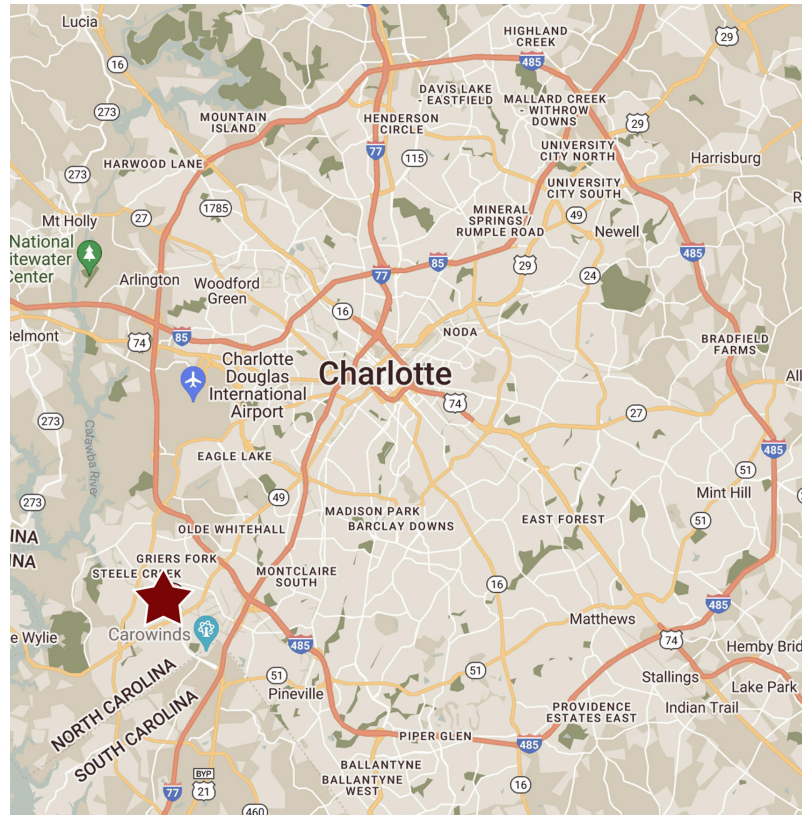 Lucia
HIGHLAND
CREEK
29
16
485
DAVIS LAKE
- EASTFIELD
MALLARD CREEK
- WITHROW
DOWNS
273
MOUNTAIN
ISLAND
HENDERSON
CIRCLE
29
77
115
UNIVERSITY
CITY NORTH
HARWOOD LANE
Harrisburg
273
UNIVERSITY
CITY SOUTH
1785
MINERAL
SPRINGS /
RUMPLE ROAD
49
R
Mt Holly
27
Newell
National
itewater
Center
485
77
85
29
24
Arlington
Woodford
Green
16
85
NODA
Belmont
74
BRADFIELD
FARMS
Charlotte
Douglas
International
Airport
Charlotte
All
74
27
273
Catawba River
EAGLE LAKE
485
51
49
Mint Hill
273
MADISON PARK
BARCLAY DOWNS
EAST FOREST
51
OLDE WHITEHALL
INA
NA
GRIERS FORK
STEELE CREEK
MONTCLAIRE
SOUTH
16
485
Matthews
e Wylie
Carowinds
74
485
Hemby Brid
NORTH CAROLINA
SOUTH CAROLINA
51
51
Stallings
Pineville
Lake Park
PROVIDENCE
ESTATES EAST
Indian Trail
PIPER GLEN
485
BALLANTYNE
BALLANTYNE
WEST
BYP
21
77
16
460